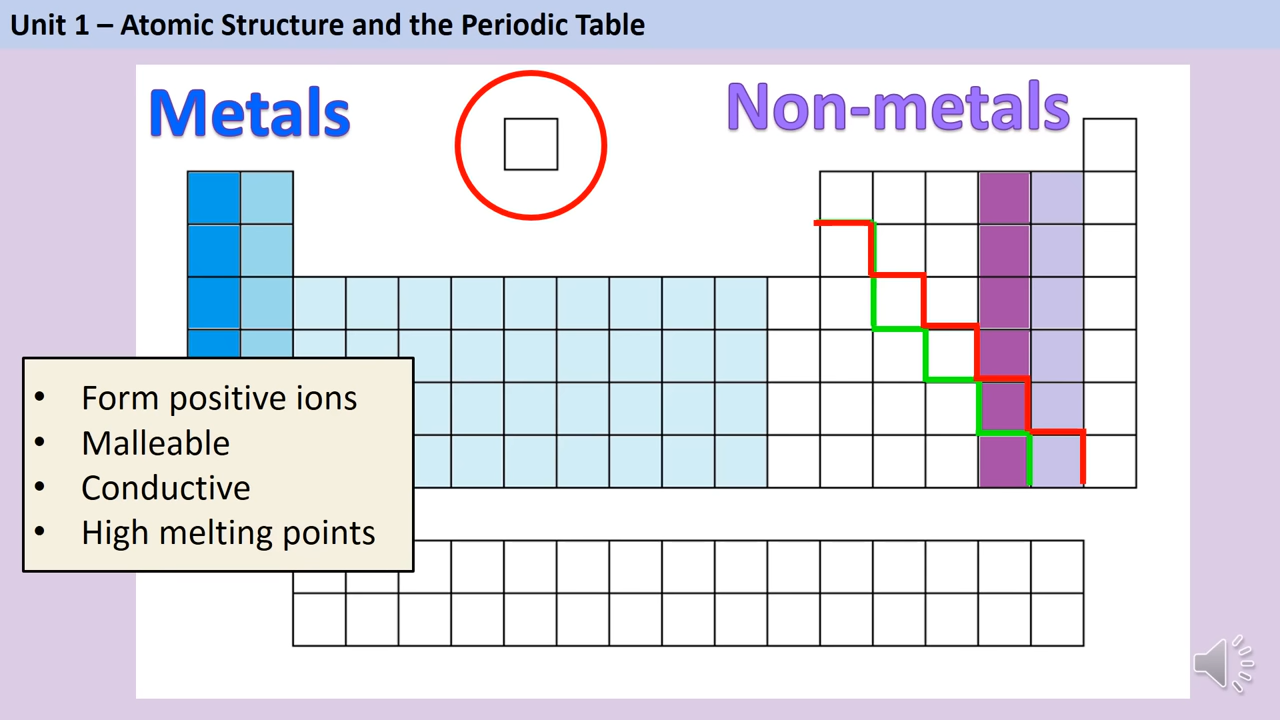 Unit 1 – Atomic Structure and the Periodic Table
Metals
Non-metals
• Form positive ions
• Malleable
• Conductive
• High melting points